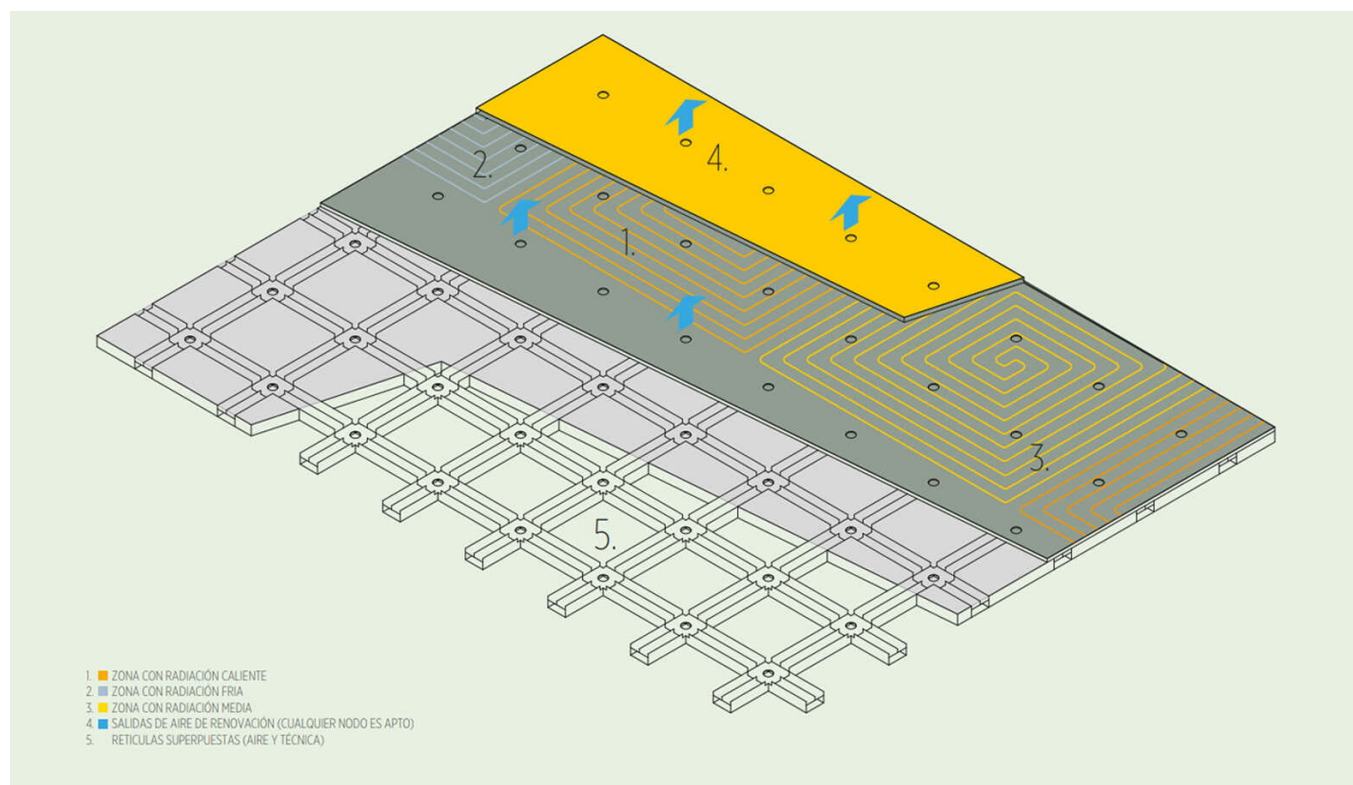 4.
2.
1.
3.
5.
1. ZONA CON RADIACIÓN CALIENTE
2. ZONA CON RADIACIÓN FRIA
3. ZONA CON RADIACIÓN MEDIA
4. SALIDAS DE AIRE DE RENOVACIÓN (CUALQUIER NODO ES APTO)
5. RETICULAS SUPERPUESTAS (AIRE Y TÉCNICA)